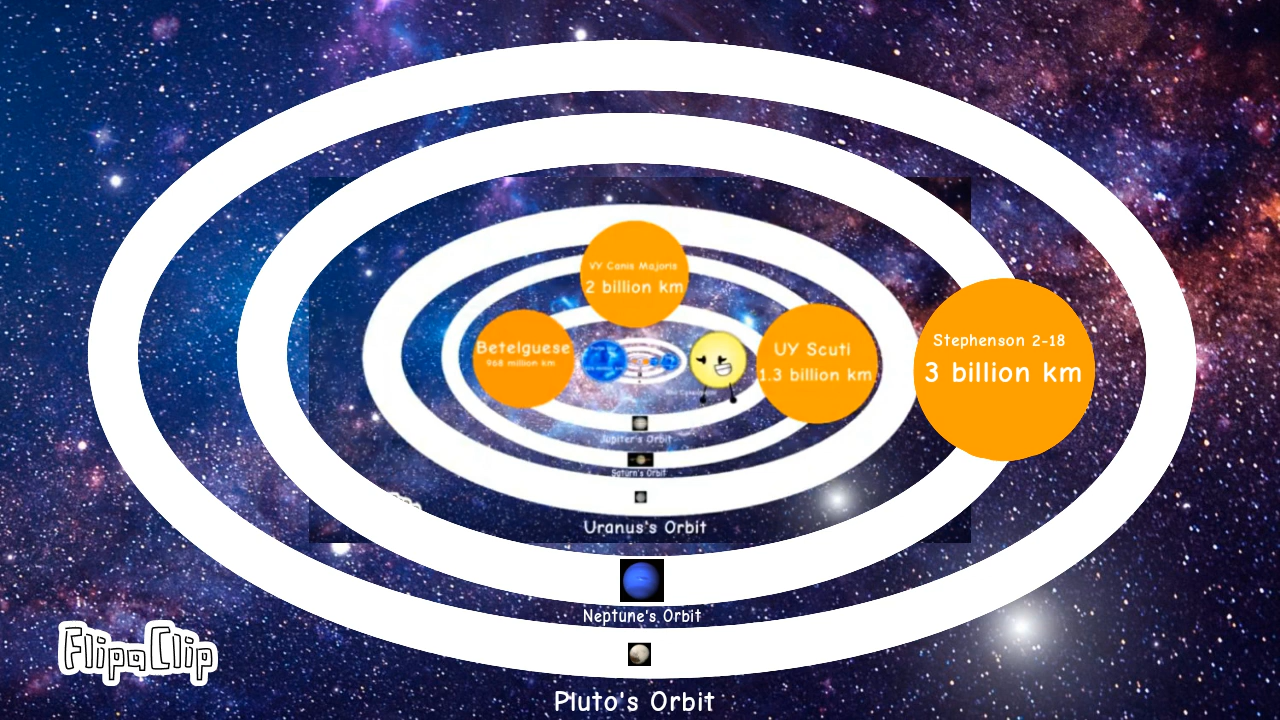 VY Canis Majoris
2 billion km
Betelguese
968 million km
UY Scuti
1.3 billion km
Stephenson 2-18
3 billion km
Jupiter's Orbit
Saturn's Orbit
Uranus's Orbit
Neptune's Orbit
FlipaClip
Pluto's Orbit